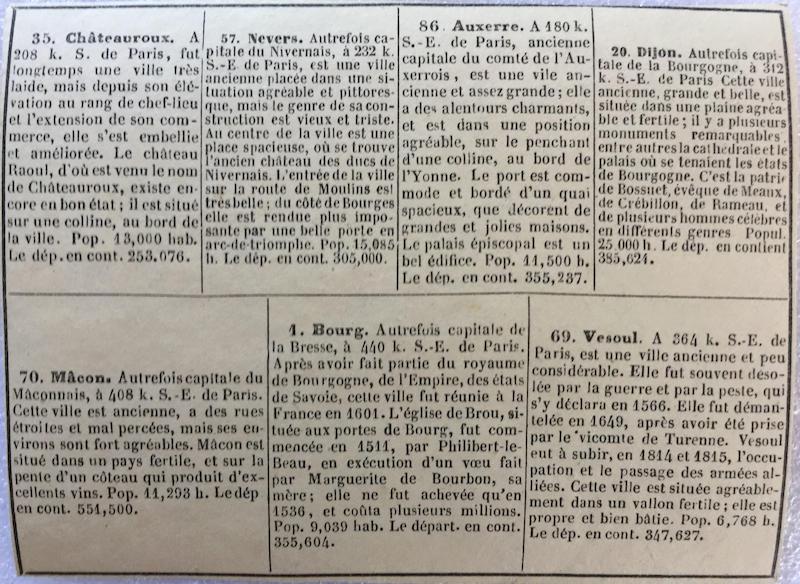 35. Châteauroux. A
208 k. S. de Paris, fut
longtemps une ville très
laide, mais depuis son élé-
vation au rang de chef-lieu
et l'extension de son com-
merce, elle s'est embellie
et améliorée. Le château
Raoul, d'où est venu le nom
de Châteauroux, existe en-
core en bon état ; il est situé
sur une colline, au bord de
la ville. Pop. 13,000 hab.
Le dép. en cont. 253.076.
57. Nevers. Autrefois ca-
pitale du Nivernais, à 232 k.
S.-E de Paris, est une ville
ancienne placée dans une si-
tuation agréable et pittores-
que, mais le genre de sa con-
struction est vieux et triste.
Au centre de la ville est une
place spacieuse, où se trouve
l'ancien château des ducs de
Nivernais. L'entrée de la ville
sur la route de Moulins est
très belle ; du côté de Bourges
elle est rendue plus impo-
sante par une belle porte en
arc-de-triomphe. Pop. 15,085
h. Le dép. en cont. 305,000.
86. Auxerre. A 180 k.
S.-E. de Paris, ancienne
capitale du comté de l'Au-
xerrois, est une vile an-
cienne et assez grande ; elle
a des alentours charmants,
et est dans une position
agréable, sur le penchant
d'une colline, au bord de
l'Yonne. Le port est com-
mode et bordé d'un quai
spacieux, que décorent de
grandes et jolies maisons.
Le palais épiscopal est un
bel édifice. Pop. 11,500 h.
Le dép. en cont. 355,237.
20. Dijon. Autrefois capi-
tale de la Bourgogne, à 312
k. S.-E. de Paris Cette ville
ancienne, grande et belle, est
située dans une plaine agréa-
ble et fertile ; il y a plusieurs
monuments remarquables,
entre autres la cathédrale et le
palais où se tenaient les états
de Bourgogne. C'est la patrie
de Bossuet, évêque de Meaux,
de Crébillon, de Rameau, et
de plusieurs hommes célèbres
en différents genres Popul.
25,000 h. Le dép. en contient
385,624.
70. Mâcon. Autrefois capitale du
Mâconnais, à 408 k. S.-E. de Paris.
Cette ville est ancienne, a des rues
étroites et mal percées, mais ses en-
virons sont fort agréables. Mâcon est
situé dans un pays fertile, et sur la
pente d'un côteau qui produit d'ex-
cellents vins. Pop. 11,293 h. Le dép
en cont. 551,500.
1. Bourg. Autrefois capitale de
la Bresse, à 440 k. S.-E. de Paris.
Après avoir fait partie du royaume
de Bourgogne, de l'Empire, des états
de Savoie, cette ville fut réunie à la
France en 1601. L'église de Brou, si-
tuée aux portes de Bourg, fut com-
mencée en 1511, par Philibert-le-
Beau, en exécution d'un vœu fait
par Marguerite de Bourbon, sa
mère ; elle ne fut achevée qu'en
1536, et coûta plusieurs millions.
Pop. 9,039 hab. Le départ. en cont.
355,604.
69. Vesoul. A 364 k. S.-E. de
Paris, est une ville ancienne et peu
considérable. Elle fut souvent déso-
lée par la guerre et par la peste, qui
s'y déclara en 1566. Elle fut déman-
telée en 1649, après avoir été prise
par le vicomte de Turenne. Vesoul
eut à subir, en 1814 et 1815, l'occu-
pation et le passage des armées al-
liées. Cette ville est située agréable-
ment dans un vallon fertile ; elle est
propre et bien bâtie. Pop. 6,768 h.
Le dép. en cont. 347,627.